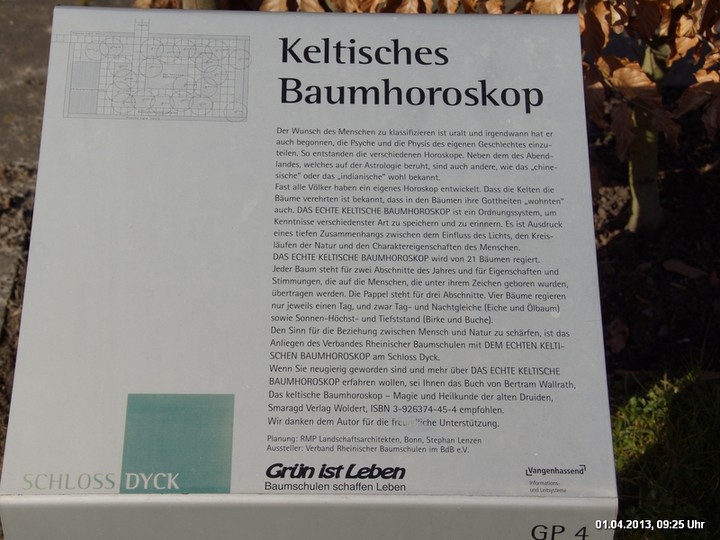 Keltisches
Baumhoroskop
Der Wunsch des Menschen zu klassifizieren ist uralt und irgendwann hat er
auch begonnen, die Psyche und die Physis des eigenen Geschlechtes einzu-
teilen. So entstanden die verschiedenen Horoskope. Neben dem des Abend-
landes, welches auf der Astrologie beruht, sind auch andere, wie das „chine-
sische" oder das „indianische" wohl bekannt.
Fast alle Völker haben ein eigenes Horoskop entwickelt. Dass die Kelten die
Bäume verehrten ist bekannt, dass in den Bäumen ihre Gottheiten „wohnten"
auch. DAS ECHTE KELTISCHE BAUMHOROSKOP ist ein Ordnungssystem, um
Kenntnisse verschiedenster Art zu speichern und zu erinnern. Es ist Ausdruck
eines tiefen Zusammenhangs zwischen dem Einfluss des Lichts, den Kreis-
läufen der Natur und den Charaktereigenschaften des Menschen.
DAS ECHTE KELTISCHE BAUMHOROSKOP wird von 21 Bäumen regiert.
Jeder Baum steht für zwei Abschnitte des Jahres und für Eigenschaften und
Stimmungen, die auf die Menschen, die unter ihrem Zeichen geboren wurden,
übertragen werden. Die Pappel steht für drei Abschnitte. Vier Bäume regieren
nur jeweils einen Tag, und zwar Tag- und Nachtgleiche (Eiche und Ölbaum)
sowie Sonnen-Höchst- und Tiefststand (Birke und Buche).
Den Sinn für die Beziehung zwischen Mensch und Natur zu schärfen, ist das
Anliegen des Verbandes Rheinischer Baumschulen mit DEM ECHTEN KELTI-
SCHEN BAUMHOROSKOP am Schloss Dyck.
Wenn Sie neugierig geworden sind und mehr über DAS ECHTE KELTISCHE
BAUMHOROSKOP erfahren wollen, sei Ihnen das Buch von Bertram Wallrath,
Das keltische Baumhoroskop – Magie und Heilkunde der alten Druiden,
Smaragd Verlag Woldert, ISBN 3-926374-45-4 empfohlen.
Wir danken dem Autor für die Unterstützung.
Planung: RMP Landschaftsarchitekten, Bonn, Stephan Lenzen
Aussteller: Verband Rheinischer Baumschulen im BdB e.V.
SCHLOSS DYCK
Grün ist Leben
Baumschulen schaffen Leben
Vangenhassend
Informations-
und Leitsysteme
GP 4
01.04.2013, 09:25 Uhr